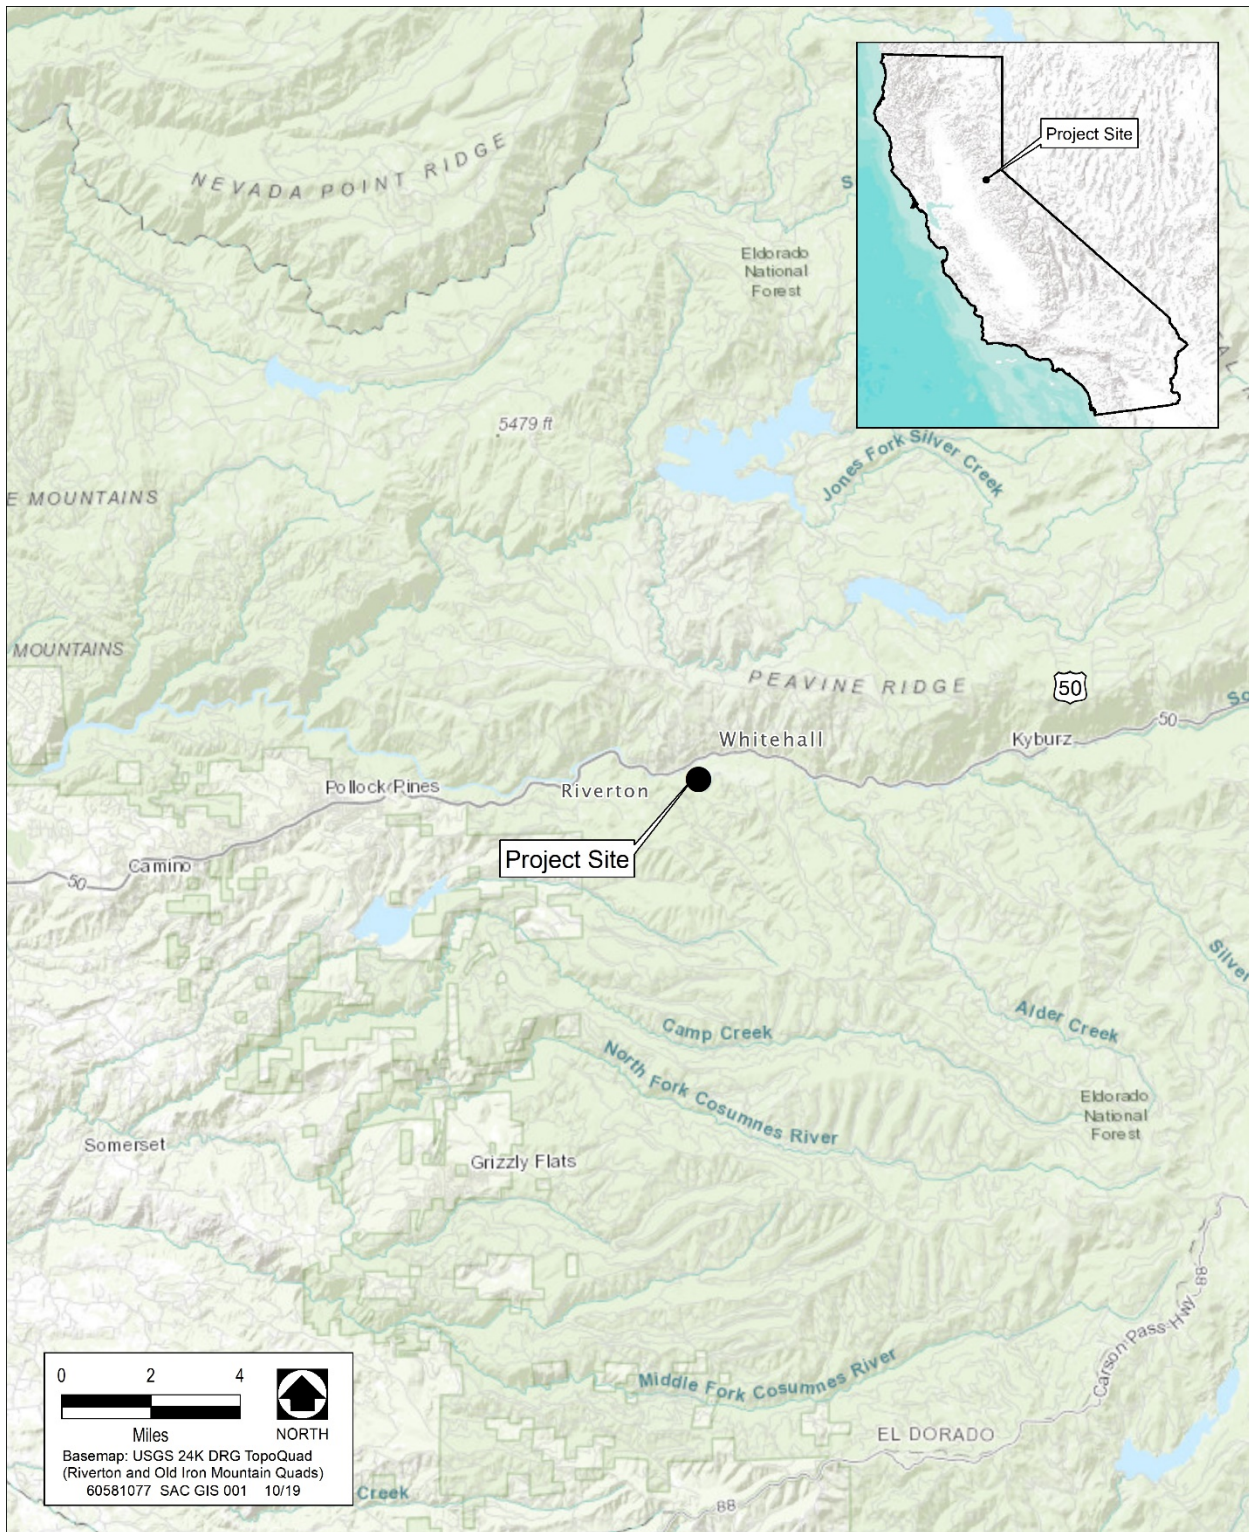 NEVADA POINT RIDGE
Project Site
Eldorado
National
Forest
5479 ft
Jones Fork Silver Creek
E MOUNTAINS
MOUNTAINS
PEAVINE RIDGE
50
Whitehall
Kyburz
50
Pollock Pines
Riverton
Project Site
Camino
50
Silver
Alder Creek
Camp Creek
North Fork Cosumnes River
Eldorado
National
Forest
Somerset
Grizzly Flats
Carson Pass Hwy
88
Middle Fork Cosumnes River
EL DORADO
88
0 2 4
Miles
NORTH
Basemap: USGS 24K DRG TopoQuad
(Riverton and Old Iron Mountain Quads)
60581077 SAC GIS 001 10/19
Creek